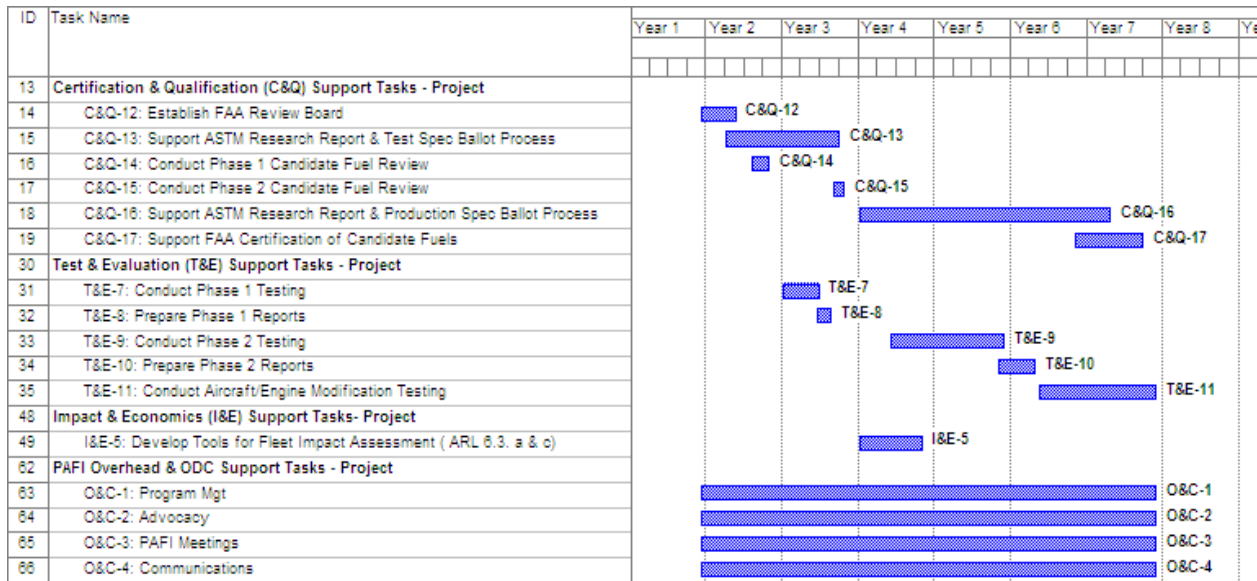 ID Task Name
Year 1 Year 2 Year 3 Year 4 Year 5 Year 6 Year 7 Year 8 Ye
13 Certification & Qualification (C&Q) Support Tasks - Project
14 C&Q-12: Establish FAA Review Board C&Q-12
15 C&Q-13: Support ASTM Research Report & Test Spec Ballot Process C&Q-13
16 C&Q-14: Conduct Phase 1 Candidate Fuel Review C&Q-14
17 C&Q-15: Conduct Phase 2 Candidate Fuel Review C&Q-15
18 C&Q-16: Support ASTM Research Report & Production Spec Ballot Process C&Q-16
19 C&Q-17: Support FAA Certification of Candidate Fuels C&Q-17
30 Test & Evaluation (T&E) Support Tasks - Project
31 T&E-7: Conduct Phase 1 Testing T&E-7
32 T&E-8: Prepare Phase 1 Reports T&E-8
33 T&E-9: Conduct Phase 2 Testing T&E-9
34 T&E-10: Prepare Phase 2 Reports T&E-10
35 T&E-11: Conduct Aircraft/Engine Modification Testing T&E-11
48 Impact & Economics (I&E) Support Tasks- Project
49 I&E-5: Develop Tools for Fleet Impact Assessment ( ARL 6.3. a & c) I&E-5
62 PAFI Overhead & ODC Support Tasks - Project
63 O&C-1: Program Mgt O&C-1
64 O&C-2: Advocacy O&C-2
65 O&C-3: PAFI Meetings O&C-3
66 O&C-4: Communications O&C-4